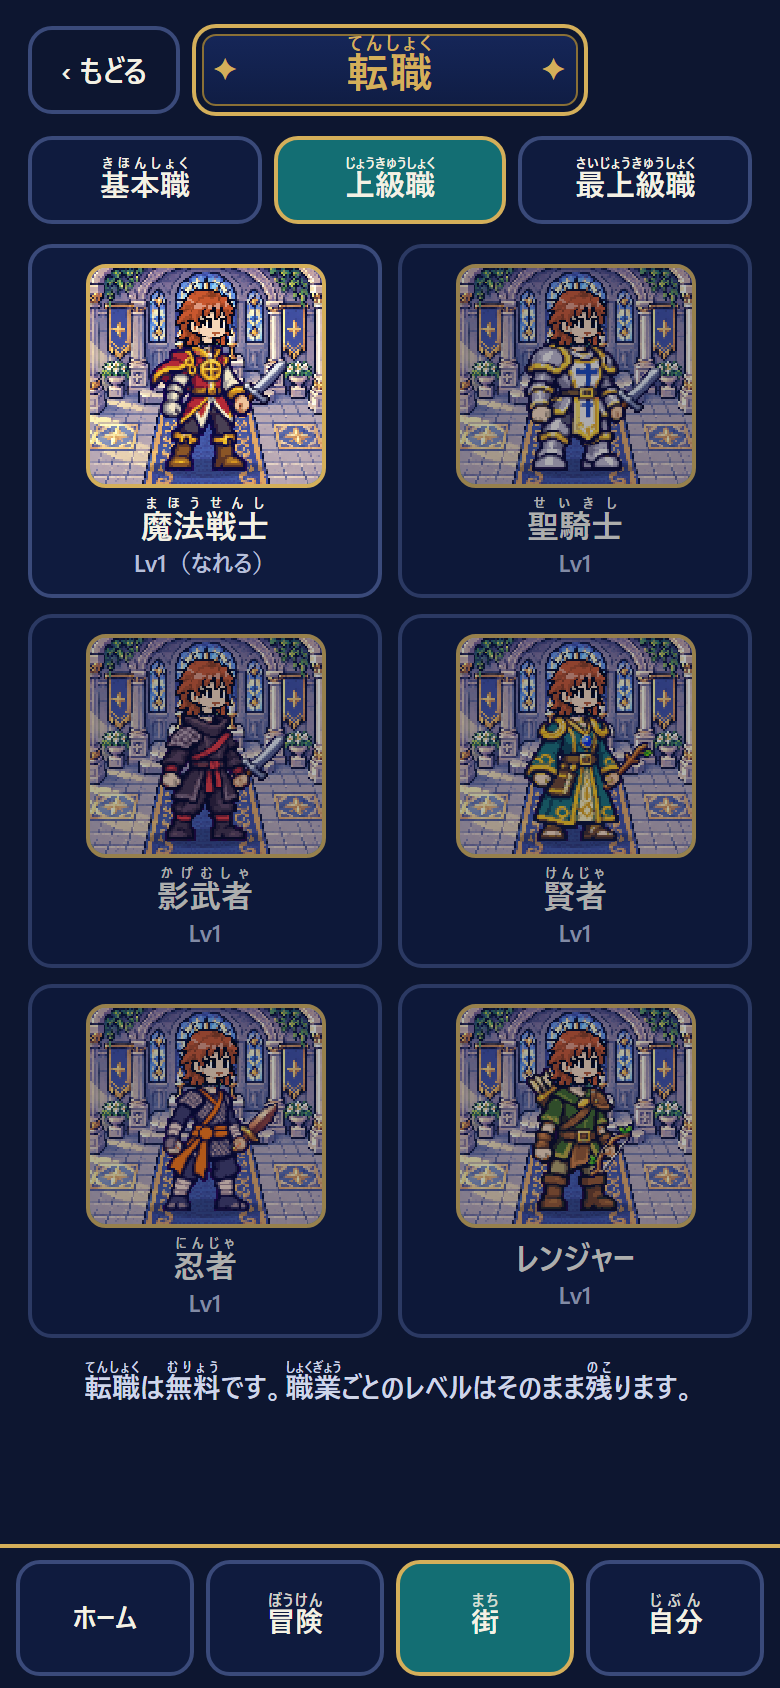 ‹ もどる
てんしょく
転職
きほんしょく
基本職
じょうきゅうしょく
上級職
さいじょうきゅうしょく
最上級職
まほうせんし
魔法戦士
Lv1（なれる）
せいきし
聖騎士
Lv1
かげむしゃ
影武者
Lv1
けんじゃ
賢者
Lv1
にんじゃ
忍者
Lv1
レンジャー
Lv1
てんしょく むりょう しょくぎょう のこ
転職は無料です。職業ごとのレベルはそのまま残ります。
ホーム
ぼうけん
冒険
まち
街
じぶん
自分